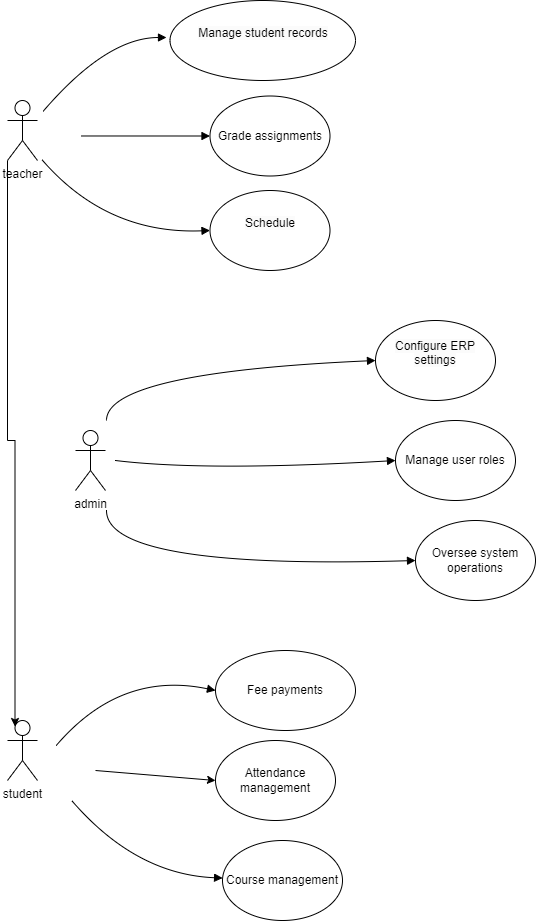 Manage student records
Grade assignments
teacher
Schedule
Configure ERP
settings
Manage user roles
admin
Oversee system
operations
Fee payments
Attendance
management
student
Course management